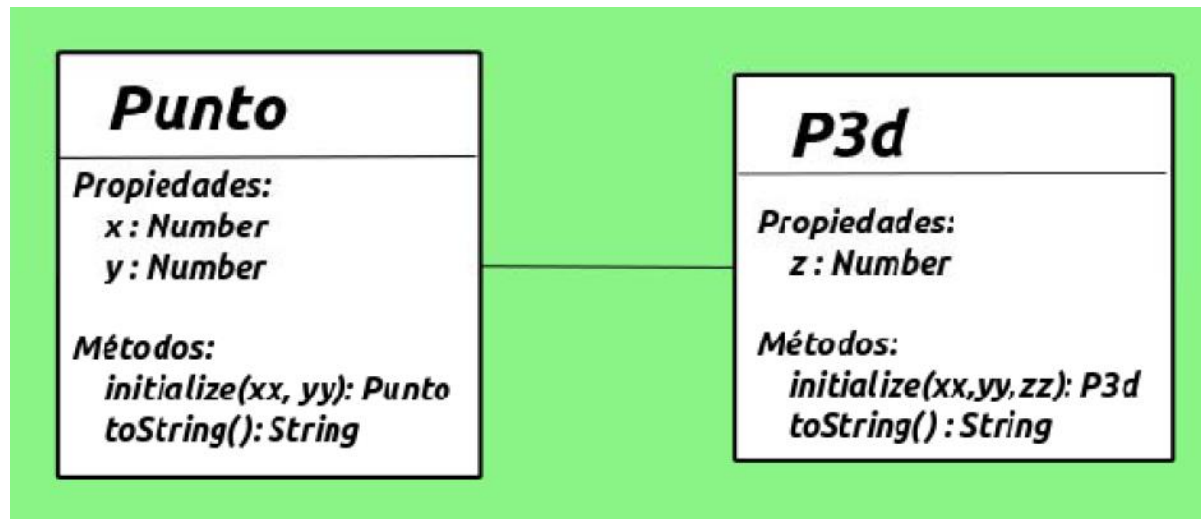 Punto
Propiedades:
x : Number
y : Number
Métodos:
initialize(xx, yy): Punto
toString(): String
P3d
Propiedades:
z : Number
Métodos:
initialize(xx,yy,zz): P3d
toString() : String